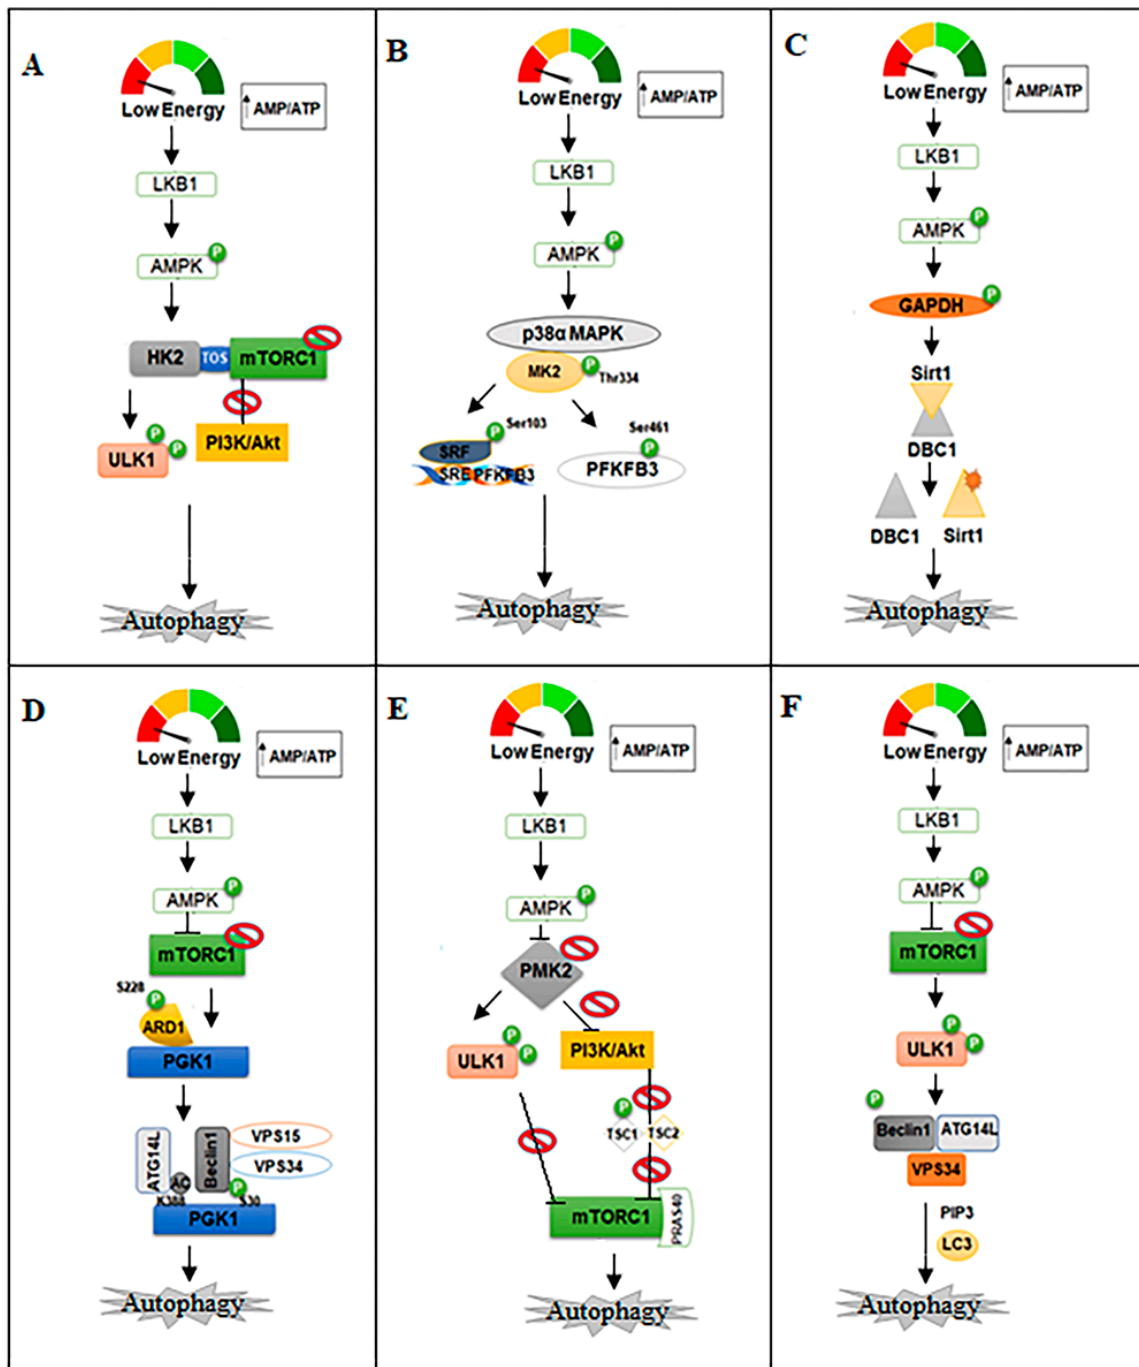 A
Low Energy
AMP/ATP
LKB1
AMPK
P
HK2
TOS
mTORC1
P
P
ULK1
PI3K/Akt
Autophagy
B
Low Energy
AMP/ATP
LKB1
AMPK
P
p38α MAPK
MK2
P
Thr334
Ser103
P
SRF
SRE PFKFB3
Ser461
P
PFKFB3
Autophagy
C
Low Energy
AMP/ATP
LKB1
AMPK
P
GAPDH
P
Sirt1
DBC1
DBC1
Sirt1
Autophagy
D
Low Energy
AMP/ATP
LKB1
AMPK
P
mTORC1
S228
P
ARD1
PGK1
ATG14L
Beclin1
VPS15
VPS34
AC
K388
P
S30
PGK1
Autophagy
E
Low Energy
AMP/ATP
LKB1
AMPK
P
PMK2
ULK1
P
P
PI3K/Akt
P
TSC1
TSC2
mTORC1
PRAS40
Autophagy
F
Low Energy
AMP/ATP
LKB1
AMPK
P
mTORC1
ULK1
P
P
P
Beclin1
ATG14L
VPS34
PIP3
LC3
Autophagy